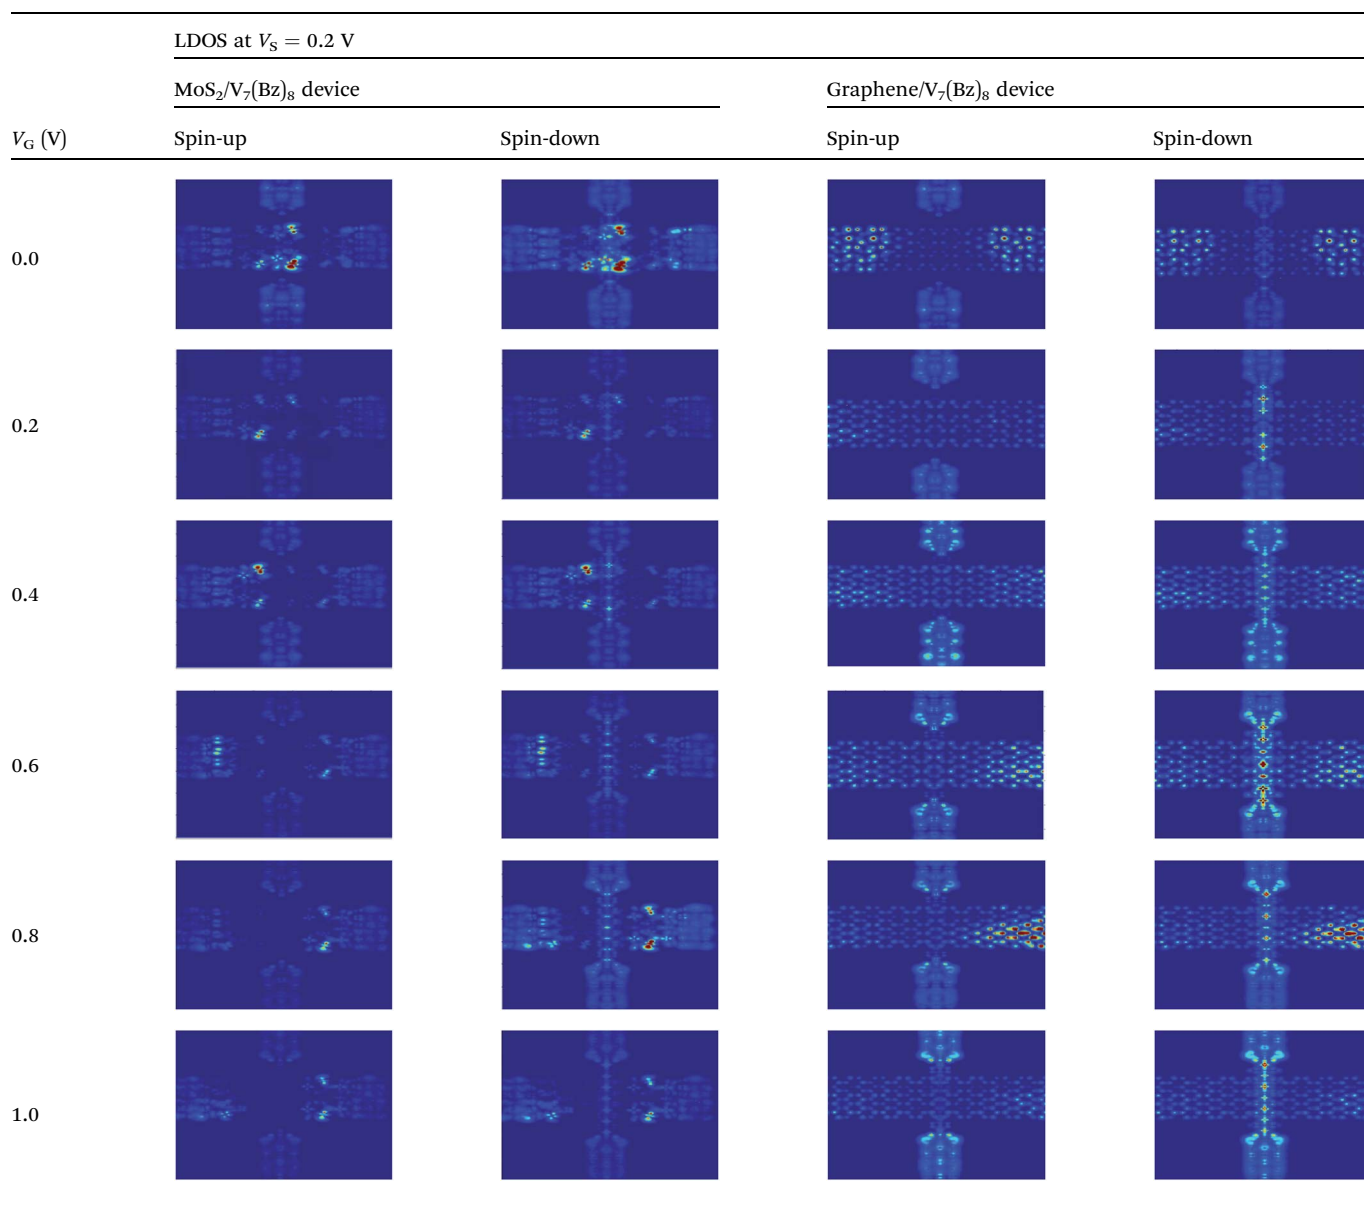 LDOS at V_S = 0.2 V
MoS₂/V₇(Bz)₈ device Graphene/V₇(Bz)₈ device
V_G (V) Spin-up Spin-down Spin-up Spin-down
0.0
0.2
0.4
0.6
0.8
1.0